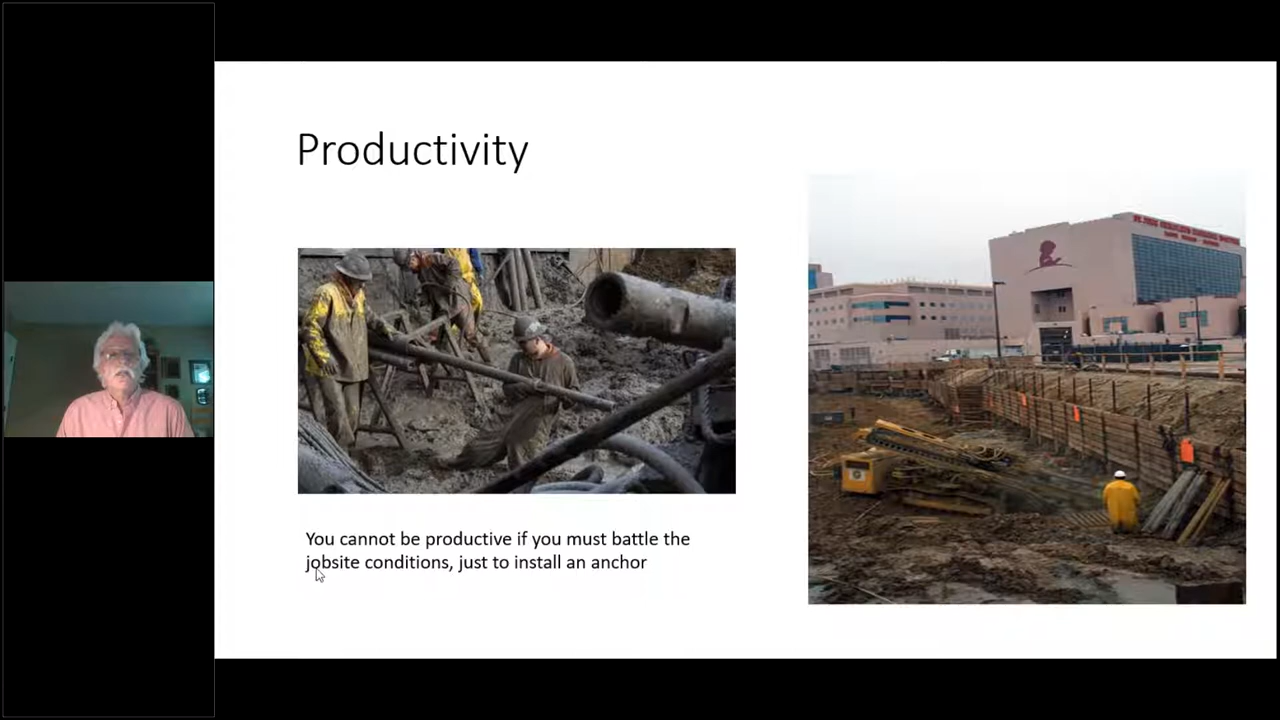 Productivity
You cannot be productive if you must battle the
jobsite conditions, just to install an anchor